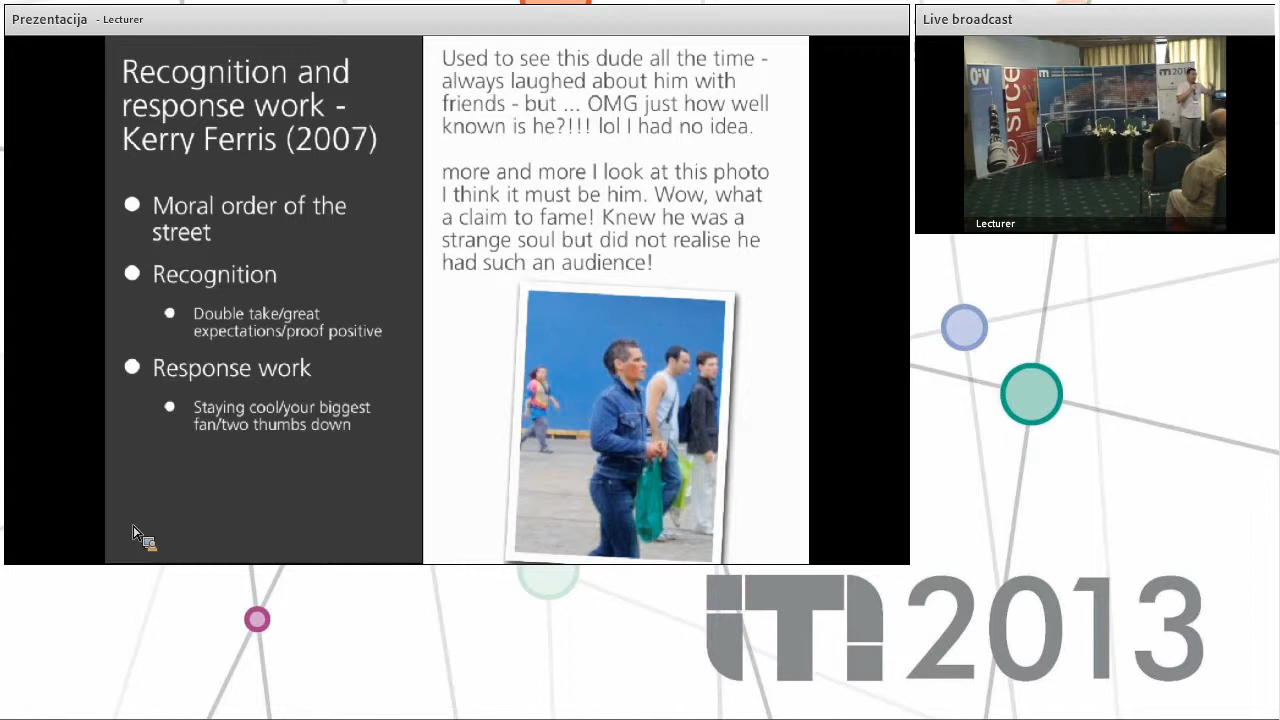 Prezentacija - Lecturer
Recognition and
response work -
Kerry Ferris (2007)
Moral order of the
street
Recognition
Double take/great
expectations/proof positive
Response work
Staying cool/your biggest
fan/two thumbs down
Used to see this dude all the time -
always laughed about him with
friends - but ... OMG just how well
known is he?!!! lol I had no idea.
more and more I look at this photo
I think it must be him. Wow, what
a claim to fame! Knew he was a
strange soul but did not realise he
had such an audience!
Live broadcast
srce
Lecturer
iTi 2013